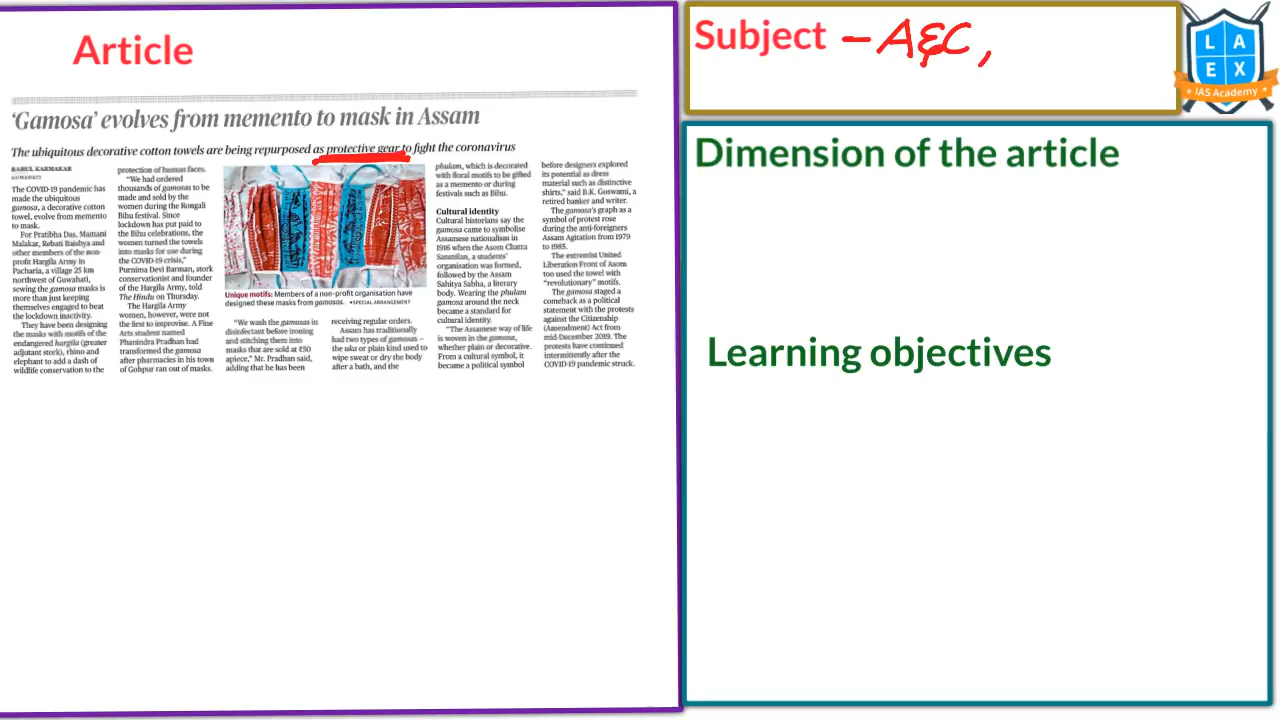 Article
'Gamosa' evolves from memento to mask in Assam
The ubiquitous decorative cotton towels are being repurposed as protective gear to fight the coronavirus
RAHUL KARMAKAR
GUWAHATI
The COVID-19 pandemic has
made the ubiquitous
gamosa, a decorative cotton
towel, evolve from memento
to mask.
For Pratibha Das, Mamani
Malakar, Rebati Baishya and
other members of the non-
profit Hargila Army in
Pacharia, a village 25 km
northwest of Guwahati,
sewing the gamosa masks is
more than just keeping
themselves engaged to beat
the lockdown inactivity.
They have been designing
the masks with motifs of the
endangered hargila (greater
adjutant stork), rhino and
elephant to add a dash of
wildlife conservation to the
protection of human faces.
"We had ordered
thousands of gamosas to be
made and sold by the
women during the Rongali
Bihu festival. Since
lockdown has put paid to
the Bihu celebrations, the
women turned the towels
into masks for use during
the COVID-19 crisis,"
Purnima Devi Barman, stork
conservationist and founder
of the Hargila Army, told
The Hindu on Thursday.
The Hargila Army
women, however, were not
the first to improvise. A Fine
Arts student named
Phanindra Pradhan had
transformed the gamosa
after pharmacies in his town
of Gohpur ran out of masks.
Unique motifs: Members of a non-profit organisation have
designed these masks from gamosas. •SPECIAL ARRANGEMENT
"We wash the gamosas in
disinfectant before ironing
and stitching them into
masks that are sold at ₹50
apiece," Mr. Pradhan said,
adding that he has been
receiving regular orders.
Assam has traditionally
had two types of gamosas –
the uka or plain kind used to
wipe sweat or dry the body
after a bath, and the
phulam, which is decorated
with floral motifs to be gifted
as a memento or during
festivals such as Bihu.
Cultural identity
Cultural historians say the
gamosa came to symbolise
Assamese nationalism in
1916 when the Asom Chatra
Sanmilan, a students'
organisation was formed,
followed by the Assam
Sahitya Sabha, a literary
body. Wearing the phulam
gamosa around the neck
became a standard for
cultural identity.
"The Assamese way of life
is woven in the gamosa,
whether plain or decorative.
From a cultural symbol, it
became a political symbol
before designers explored
its potential as dress
material such as distinctive
shirts," said B.K. Goswami, a
retired banker and writer.
The gamosa's graph as a
symbol of protest rose
during the anti-foreigners
Assam Agitation from 1979
to 1985.
The extremist United
Liberation Front of Asom
too used the towel with
"revolutionary" motifs.
The gamosa staged a
comeback as a political
statement with the protests
against the Citizenship
(Amendment) Act from
mid-December 2019. The
protests have continued
intermittently after the
COVID-19 pandemic struck.
Subject – A&C,
L A
E X
IAS Academy
Dimension of the article
Learning objectives